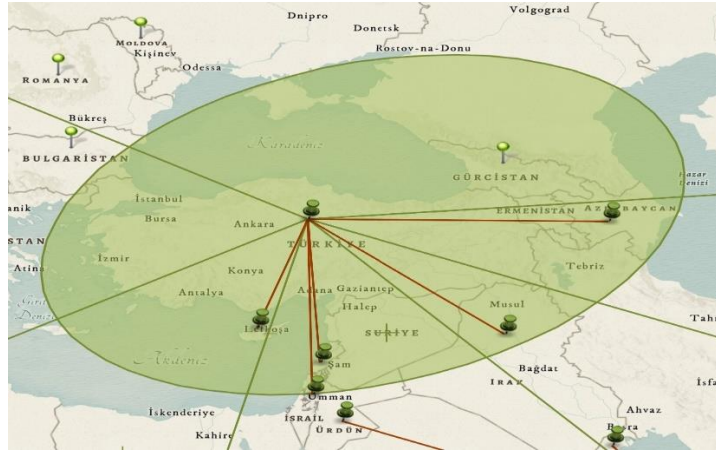 Dnipro
Volgograd
Donetsk
MOLDOVA
Kişinev
Rostov-na-Donu
Odessa
ROMANYA
Bükreş
Karadeniz
BULGARİSTAN
GÜRCİSTAN
Hazar
Denizi
İstanbul
ERMENİSTAN
AZERBAYCAN
Bursa
Ankara
TÜRKİYE
İzmir
Tebriz
Konya
Antalya
Adana
Gaziantep
Halep
Musul
Lefkoşa
SURİYE
Akdeniz
Şam
Bağdat
IRAK
Umman
İskenderiye
İSRAİL
ÜRDÜN
Ahvaz
Basra
Kahire